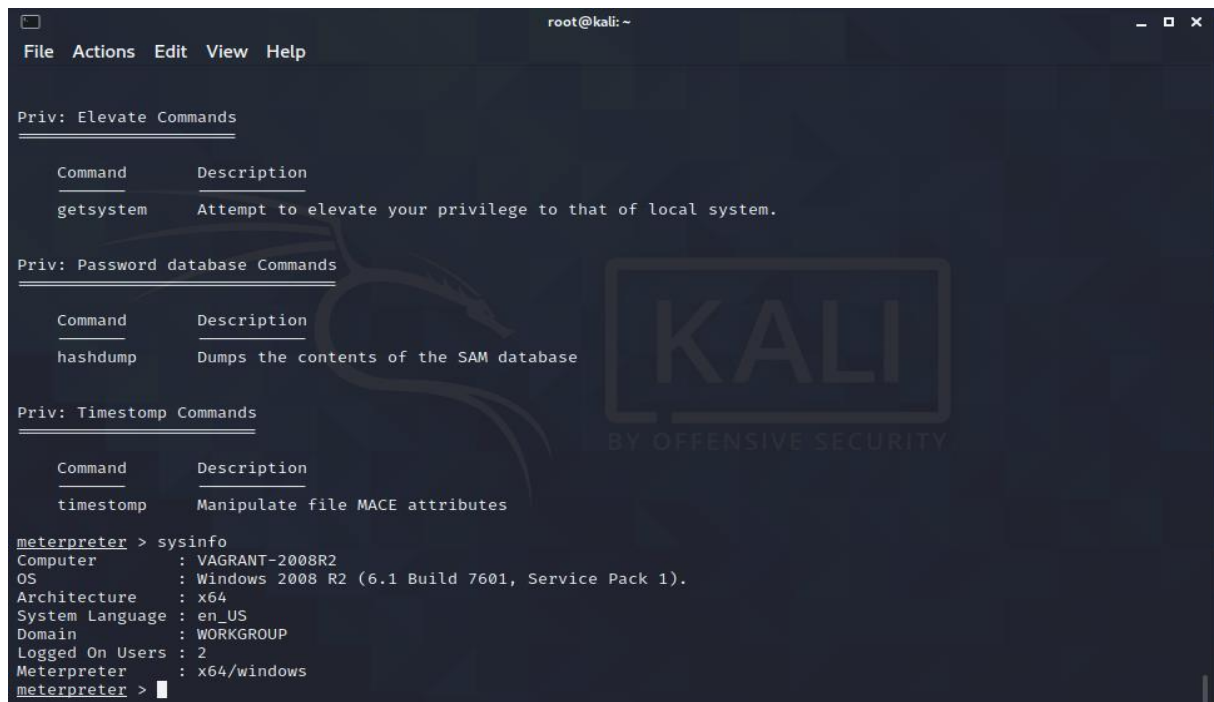 root@kali: ~
File Actions Edit View Help
Priv: Elevate Commands
Command Description
getsystem Attempt to elevate your privilege to that of local system.
Priv: Password database Commands
Command Description
hashdump Dumps the contents of the SAM database
Priv: Timestomp Commands
Command Description
timestomp Manipulate file MACE attributes
meterpreter > sysinfo
Computer : VAGRANT-2008R2
OS : Windows 2008 R2 (6.1 Build 7601, Service Pack 1).
Architecture : x64
System Language : en_US
Domain : WORKGROUP
Logged On Users : 2
Meterpreter : x64/windows
meterpreter >
KALI
BY OFFENSIVE SECURITY